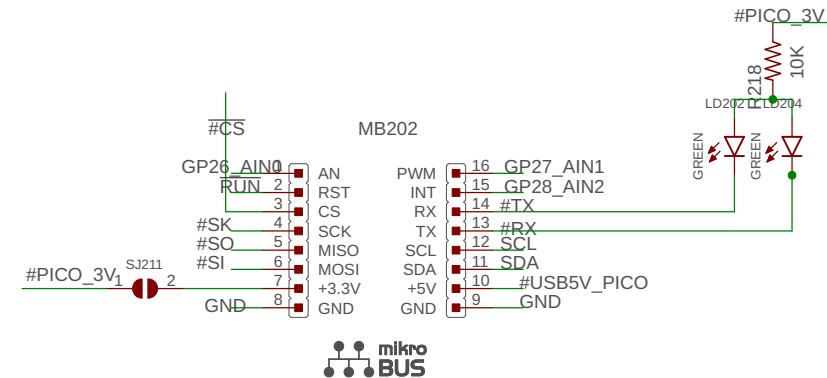 #PICO_3V
R218
10K
LD202
LD204
GREEN
GREEN
#CS
MB202
GP26_AIN0
1
AN
PWM
16
GP27_AIN1
RUN
2
RST
INT
15
GP28_AIN2
3
CS
RX
14
#TX
#SK
4
SCK
TX
13
#RX
#SO
5
MISO
SCL
12
SCL
#SI
6
MOSI
SDA
11
SDA
#PICO_3V
1
SJ211
2
7
+3.3V
+5V
10
#USB5V_PICO
GND
8
GND
GND
9
GND
mikro
BUS